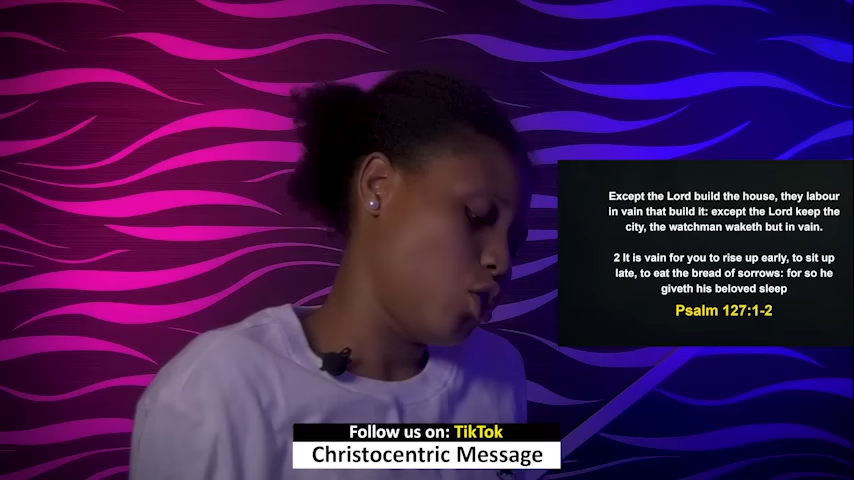 Except the Lord build the house, they labour
in vain that build it: except the Lord keep the
city, the watchman waketh but in vain.
2 It is vain for you to rise up early, to sit up
late, to eat the bread of sorrows: for so he
giveth his beloved sleep
Psalm 127:1-2
Follow us on: TikTok
Christocentric Message